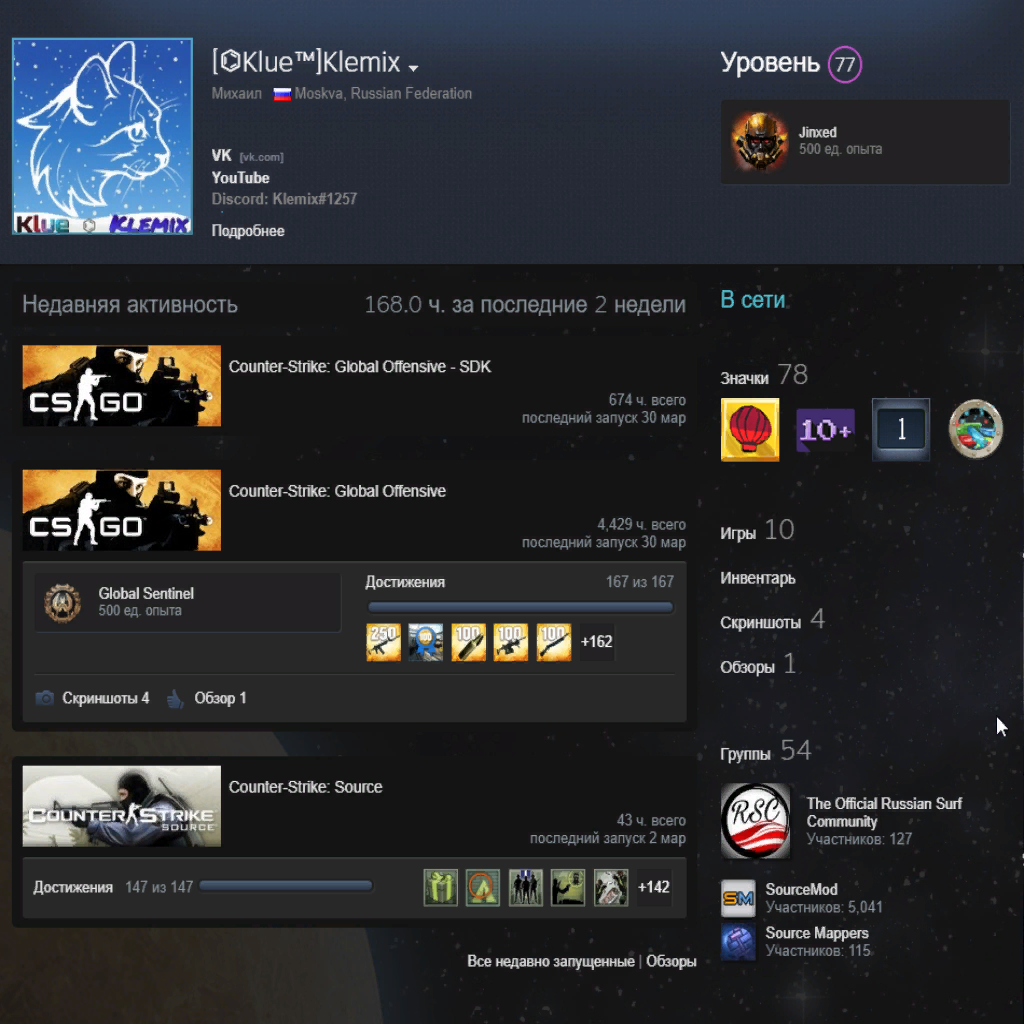 [⌬Klue™]Klemix
Михаил Moskva, Russian Federation
VK [vk.com]
YouTube
Discord: Klemix#1257
Подробнее
Klue KLEMIX
Уровень 77
Jinxed
500 ед. опыта
Недавняя активность 168.0 ч. за последние 2 недели
CS GO
Counter-Strike: Global Offensive - SDK
674 ч. всего
последний запуск 30 мар
CS GO
Counter-Strike: Global Offensive
4,429 ч. всего
последний запуск 30 мар
Global Sentinel
500 ед. опыта
Достижения 167 из 167
250 100 100 100 100 +162
Скриншоты 4 Обзор 1
COUNTER STRIKE
SOURCE
Counter-Strike: Source
43 ч. всего
последний запуск 2 мар
Достижения 147 из 147 +142
Все недавно запущенные | Обзоры
В сети
Значки 78
10+ 1
Игры 10
Инвентарь
Скриншоты 4
Обзоры 1
Группы 54
RSC
The Official Russian Surf
Community
Участников: 127
SM
SourceMod
Участников: 5,041
Source Mappers
Участников: 115